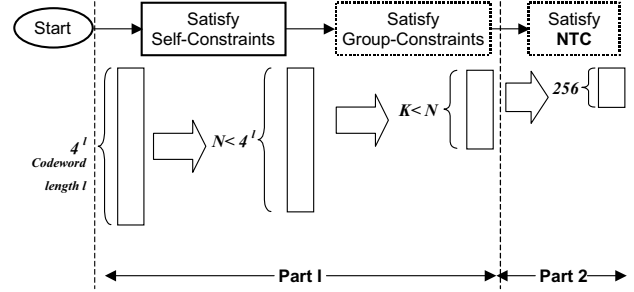 Start
Satisfy
Self-Constraints
Satisfy
Group-Constraints
Satisfy
NTC
4^l
Codeword
length l
N< 4^l
K< N
256
Part I
Part 2